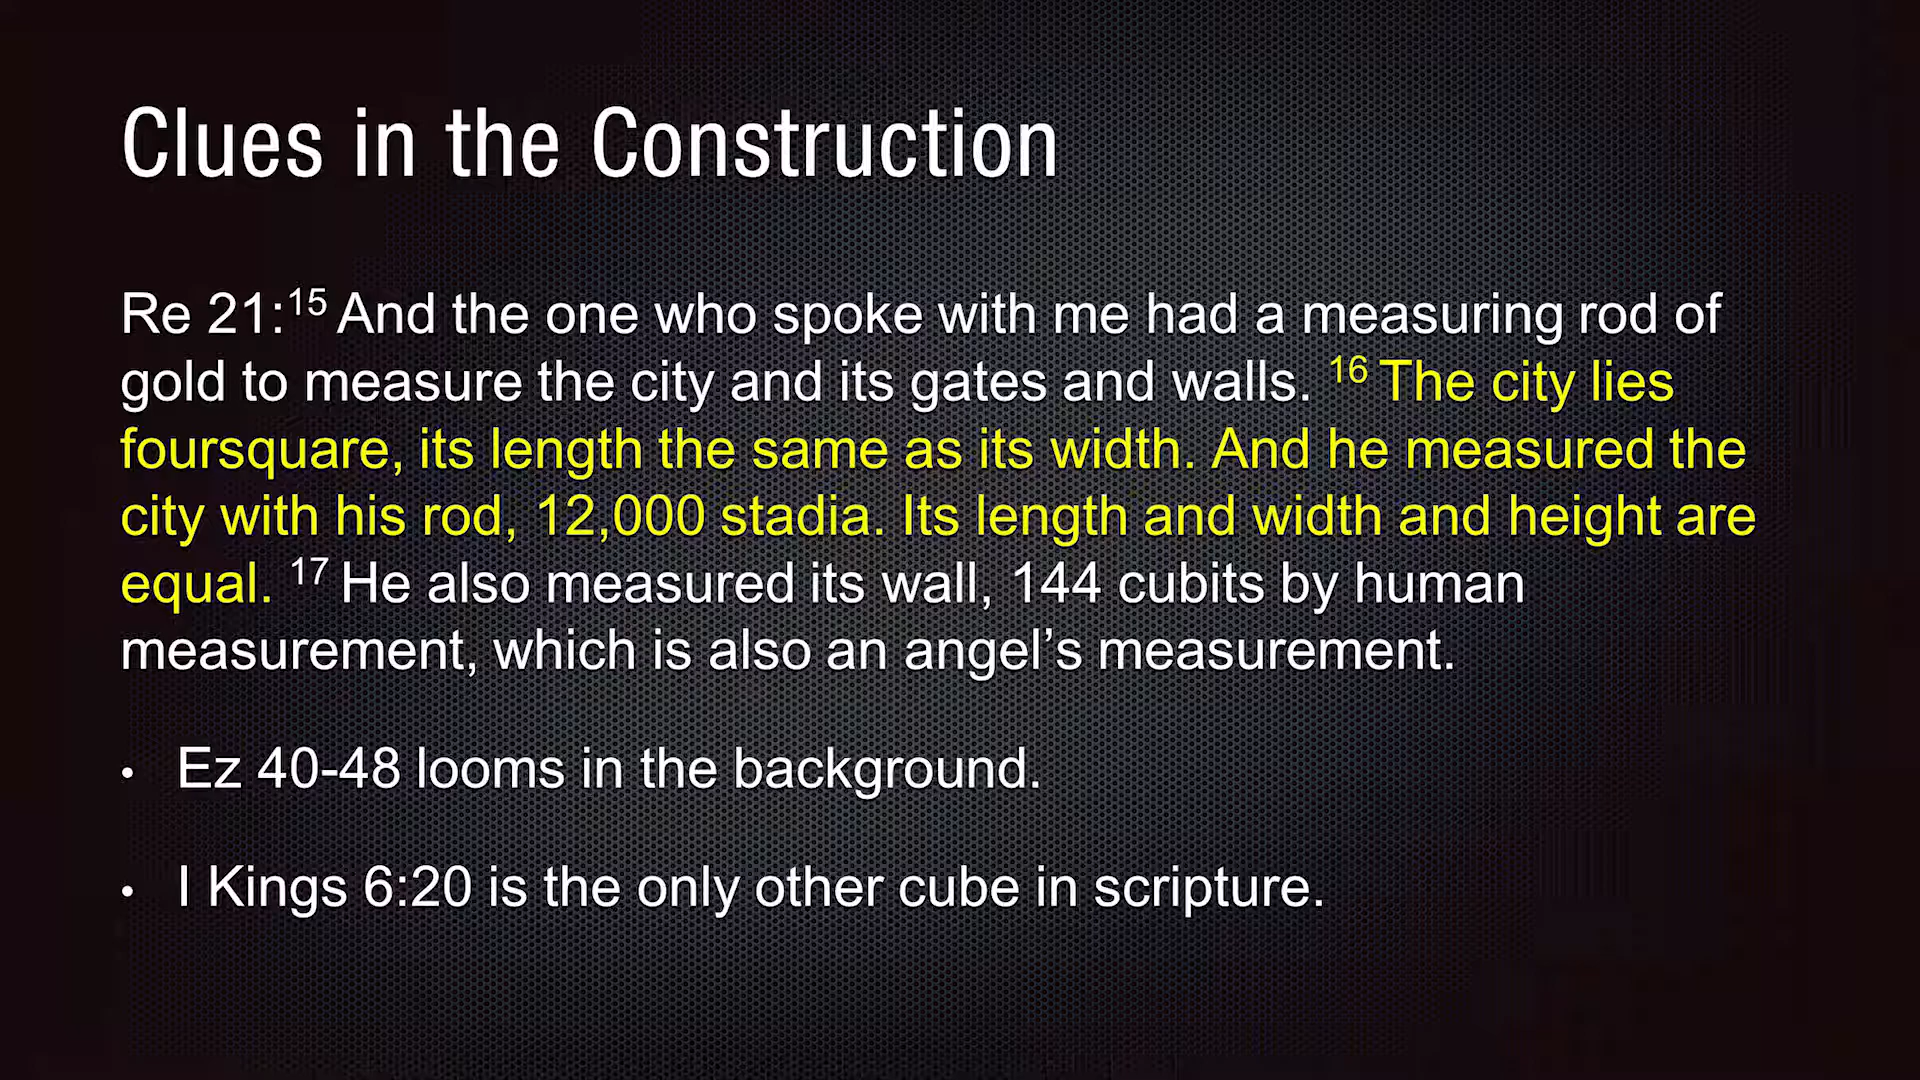 Clues in the Construction
Re 21:15 And the one who spoke with me had a measuring rod of
gold to measure the city and its gates and walls. 16 The city lies
foursquare, its length the same as its width. And he measured the
city with his rod, 12,000 stadia. Its length and width and height are
equal. 17 He also measured its wall, 144 cubits by human
measurement, which is also an angel’s measurement.
• Ez 40-48 looms in the background.
• I Kings 6:20 is the only other cube in scripture.